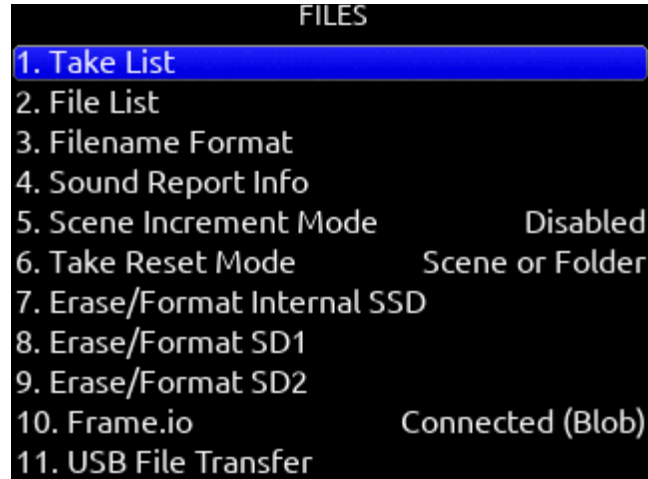 FILES
1. Take List
2. File List
3. Filename Format
4. Sound Report Info
5. Scene Increment Mode Disabled
6. Take Reset Mode Scene or Folder
7. Erase/Format Internal SSD
8. Erase/Format SD1
9. Erase/Format SD2
10. Frame.io Connected (Blob)
11. USB File Transfer